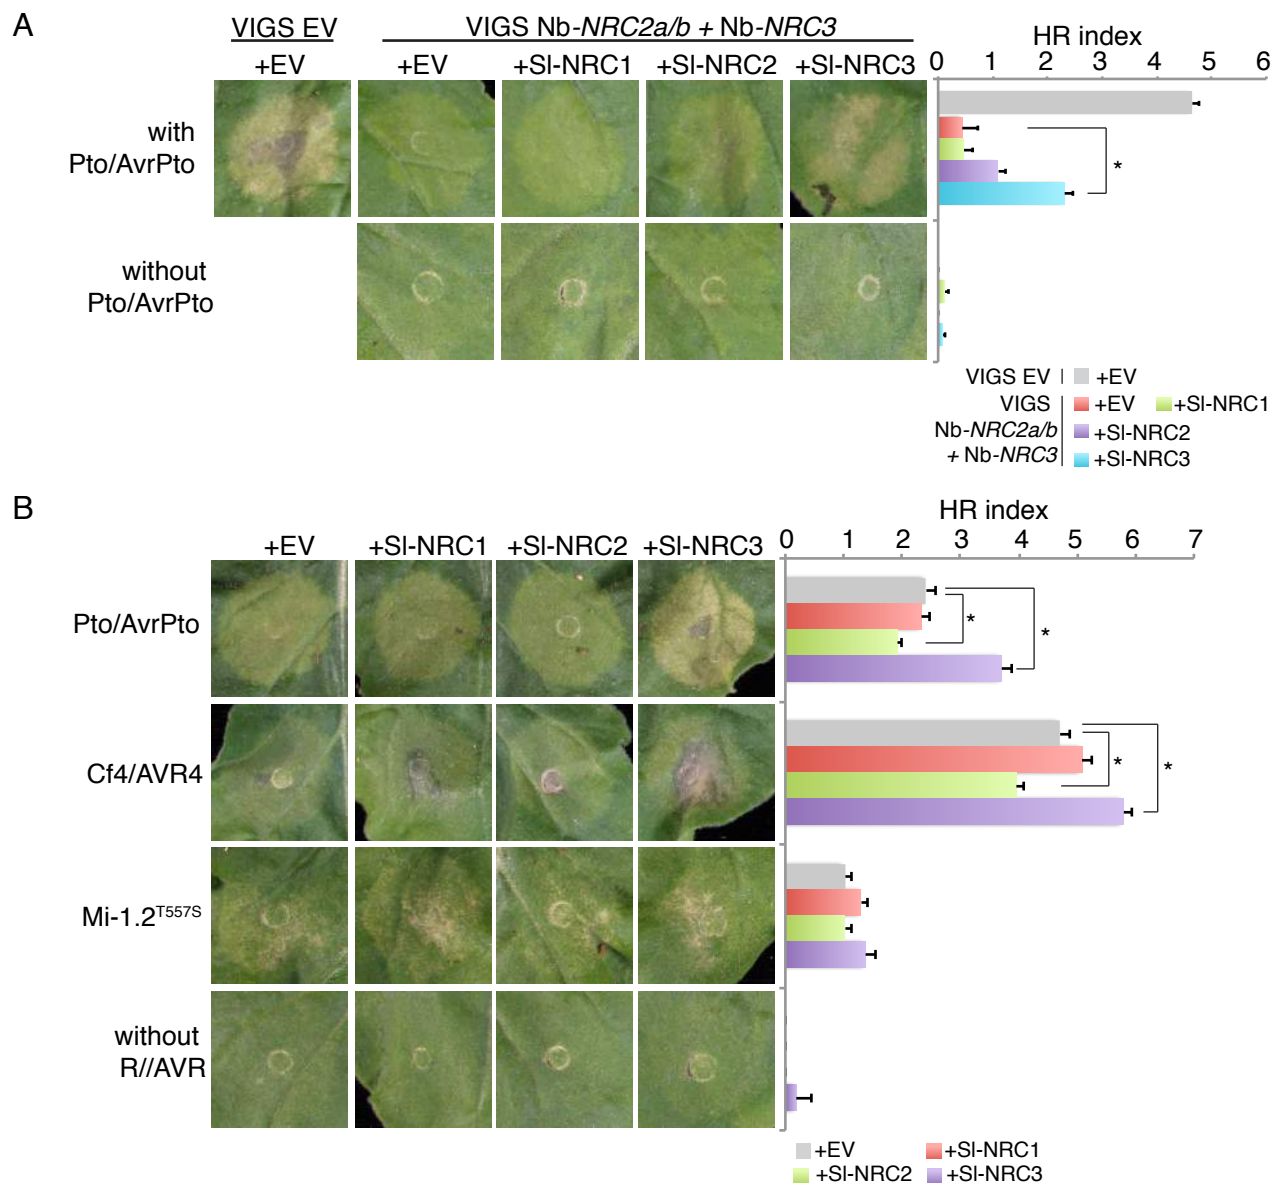 A
VIGS EV
VIGS Nb-NRC2a/b + Nb-NRC3
HR index
+EV
+EV
+Sl-NRC1
+Sl-NRC2
+Sl-NRC3
0 1 2 3 4 5 6
with
Pto/AvrPto
*
without
Pto/AvrPto
VIGS EV
+EV
VIGS
Nb-NRC2a/b
+ Nb-NRC3
+EV
+Sl-NRC1
+Sl-NRC2
+Sl-NRC3
B
HR index
+EV
+Sl-NRC1
+Sl-NRC2
+Sl-NRC3
0 1 2 3 4 5 6 7
Pto/AvrPto
*
*
Cf4/AVR4
*
*
Mi-1.2T557S
without
R//AVR
+EV
+Sl-NRC1
+Sl-NRC2
+Sl-NRC3